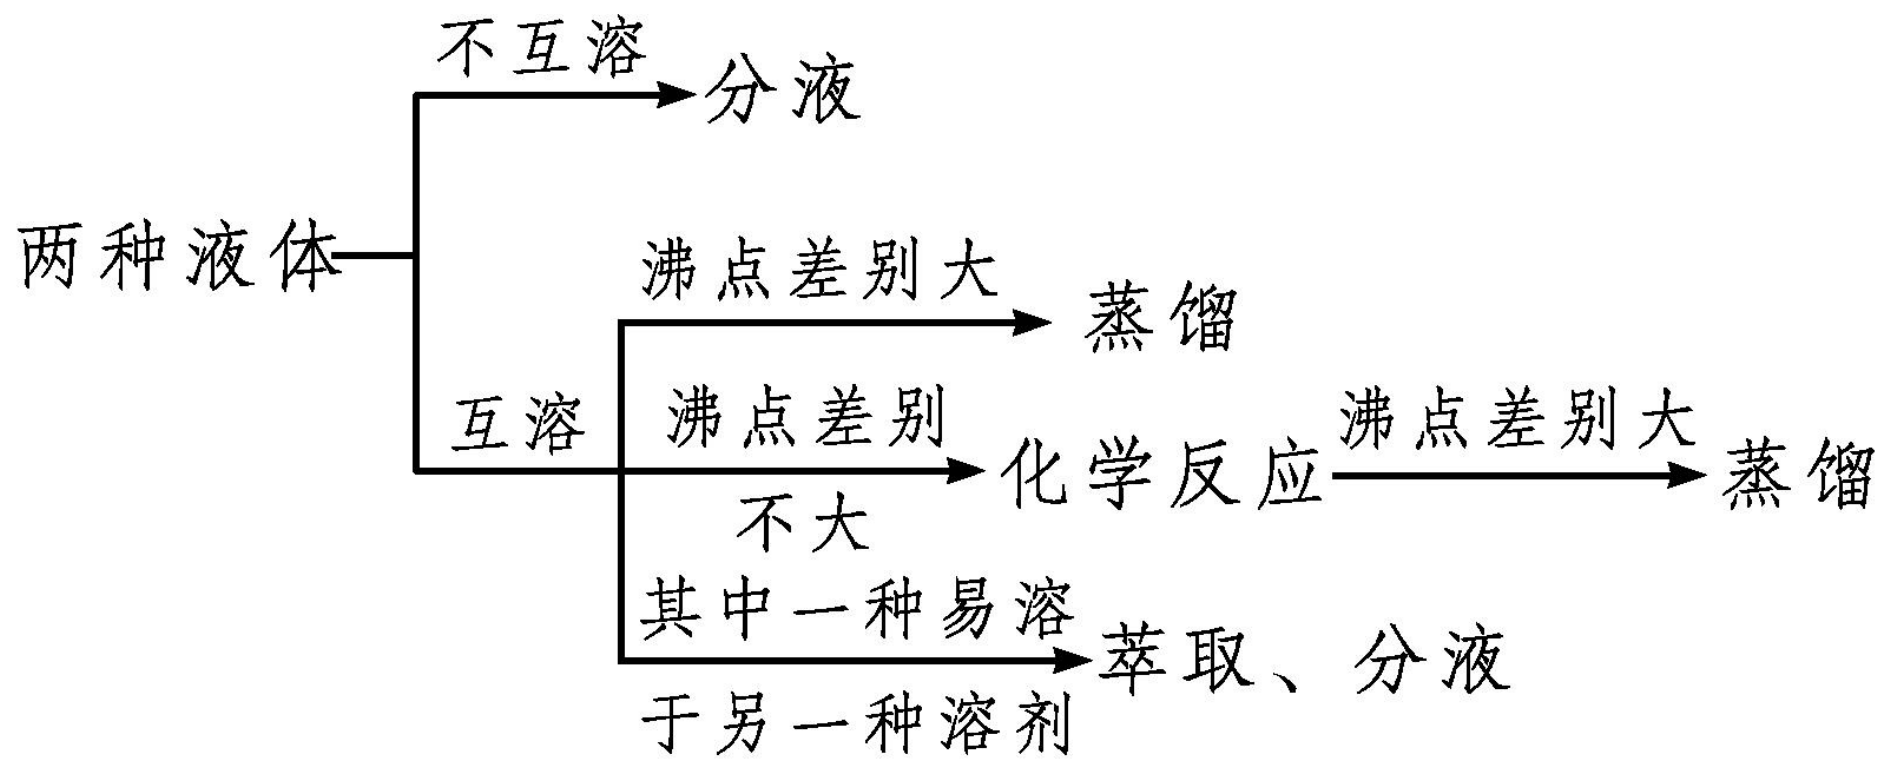 不互溶
分液
两种液体
沸点差别大
蒸馏
互溶
沸点差别
不大
化学反应
沸点差别大
蒸馏
其中一种易溶
于另一种溶剂
萃取、分液